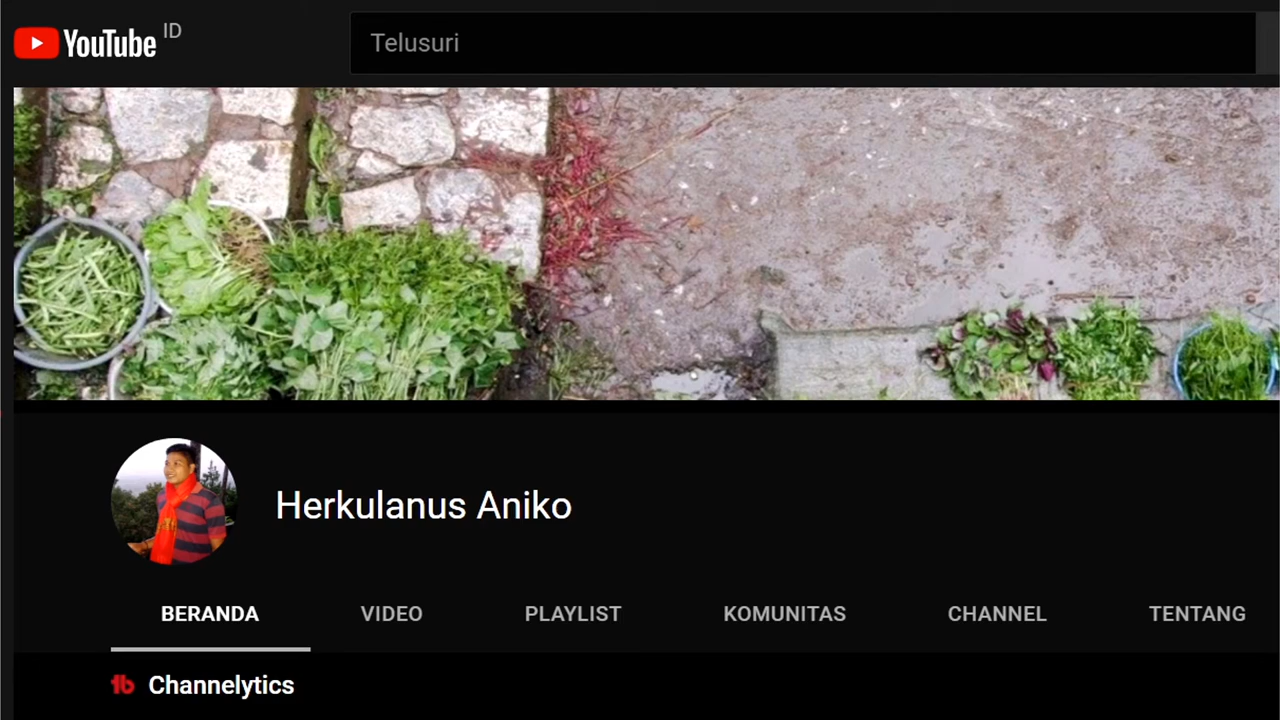 YouTube ID
Telusuri
Herkulanus Aniko
BERANDA VIDEO PLAYLIST KOMUNITAS CHANNEL TENTANG
tb Channelytics